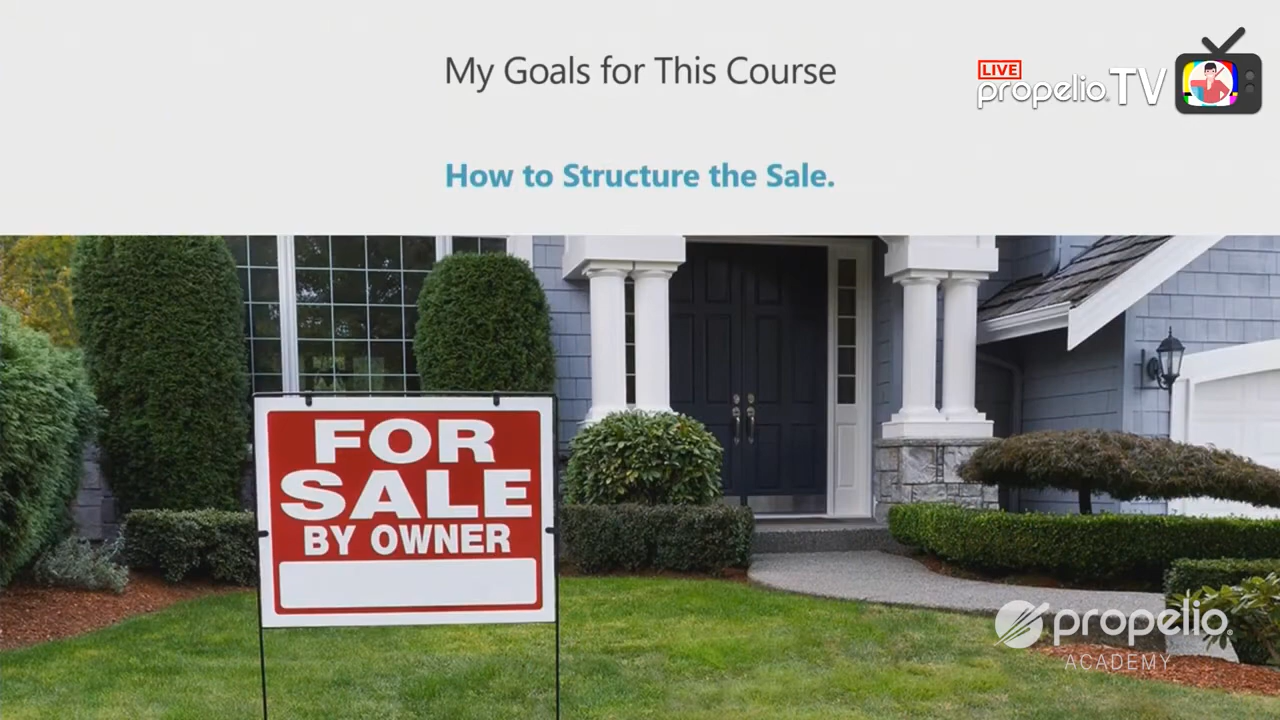 My Goals for This Course
LIVE
propelio.TV
How to Structure the Sale.
FOR
SALE
BY OWNER
propelio.
ACADEMY